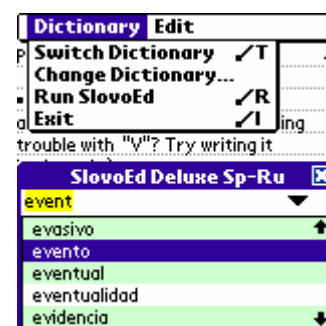 Dictionary Edit
Switch Dictionary /T
Change Dictionary...
Run SlovoEd /R
Exit /I
ing
trouble with "V"? Try writing it
SlovoEd Deluxe Sp-Ru
event
evasivo
evento
eventual
eventualidad
evidencia